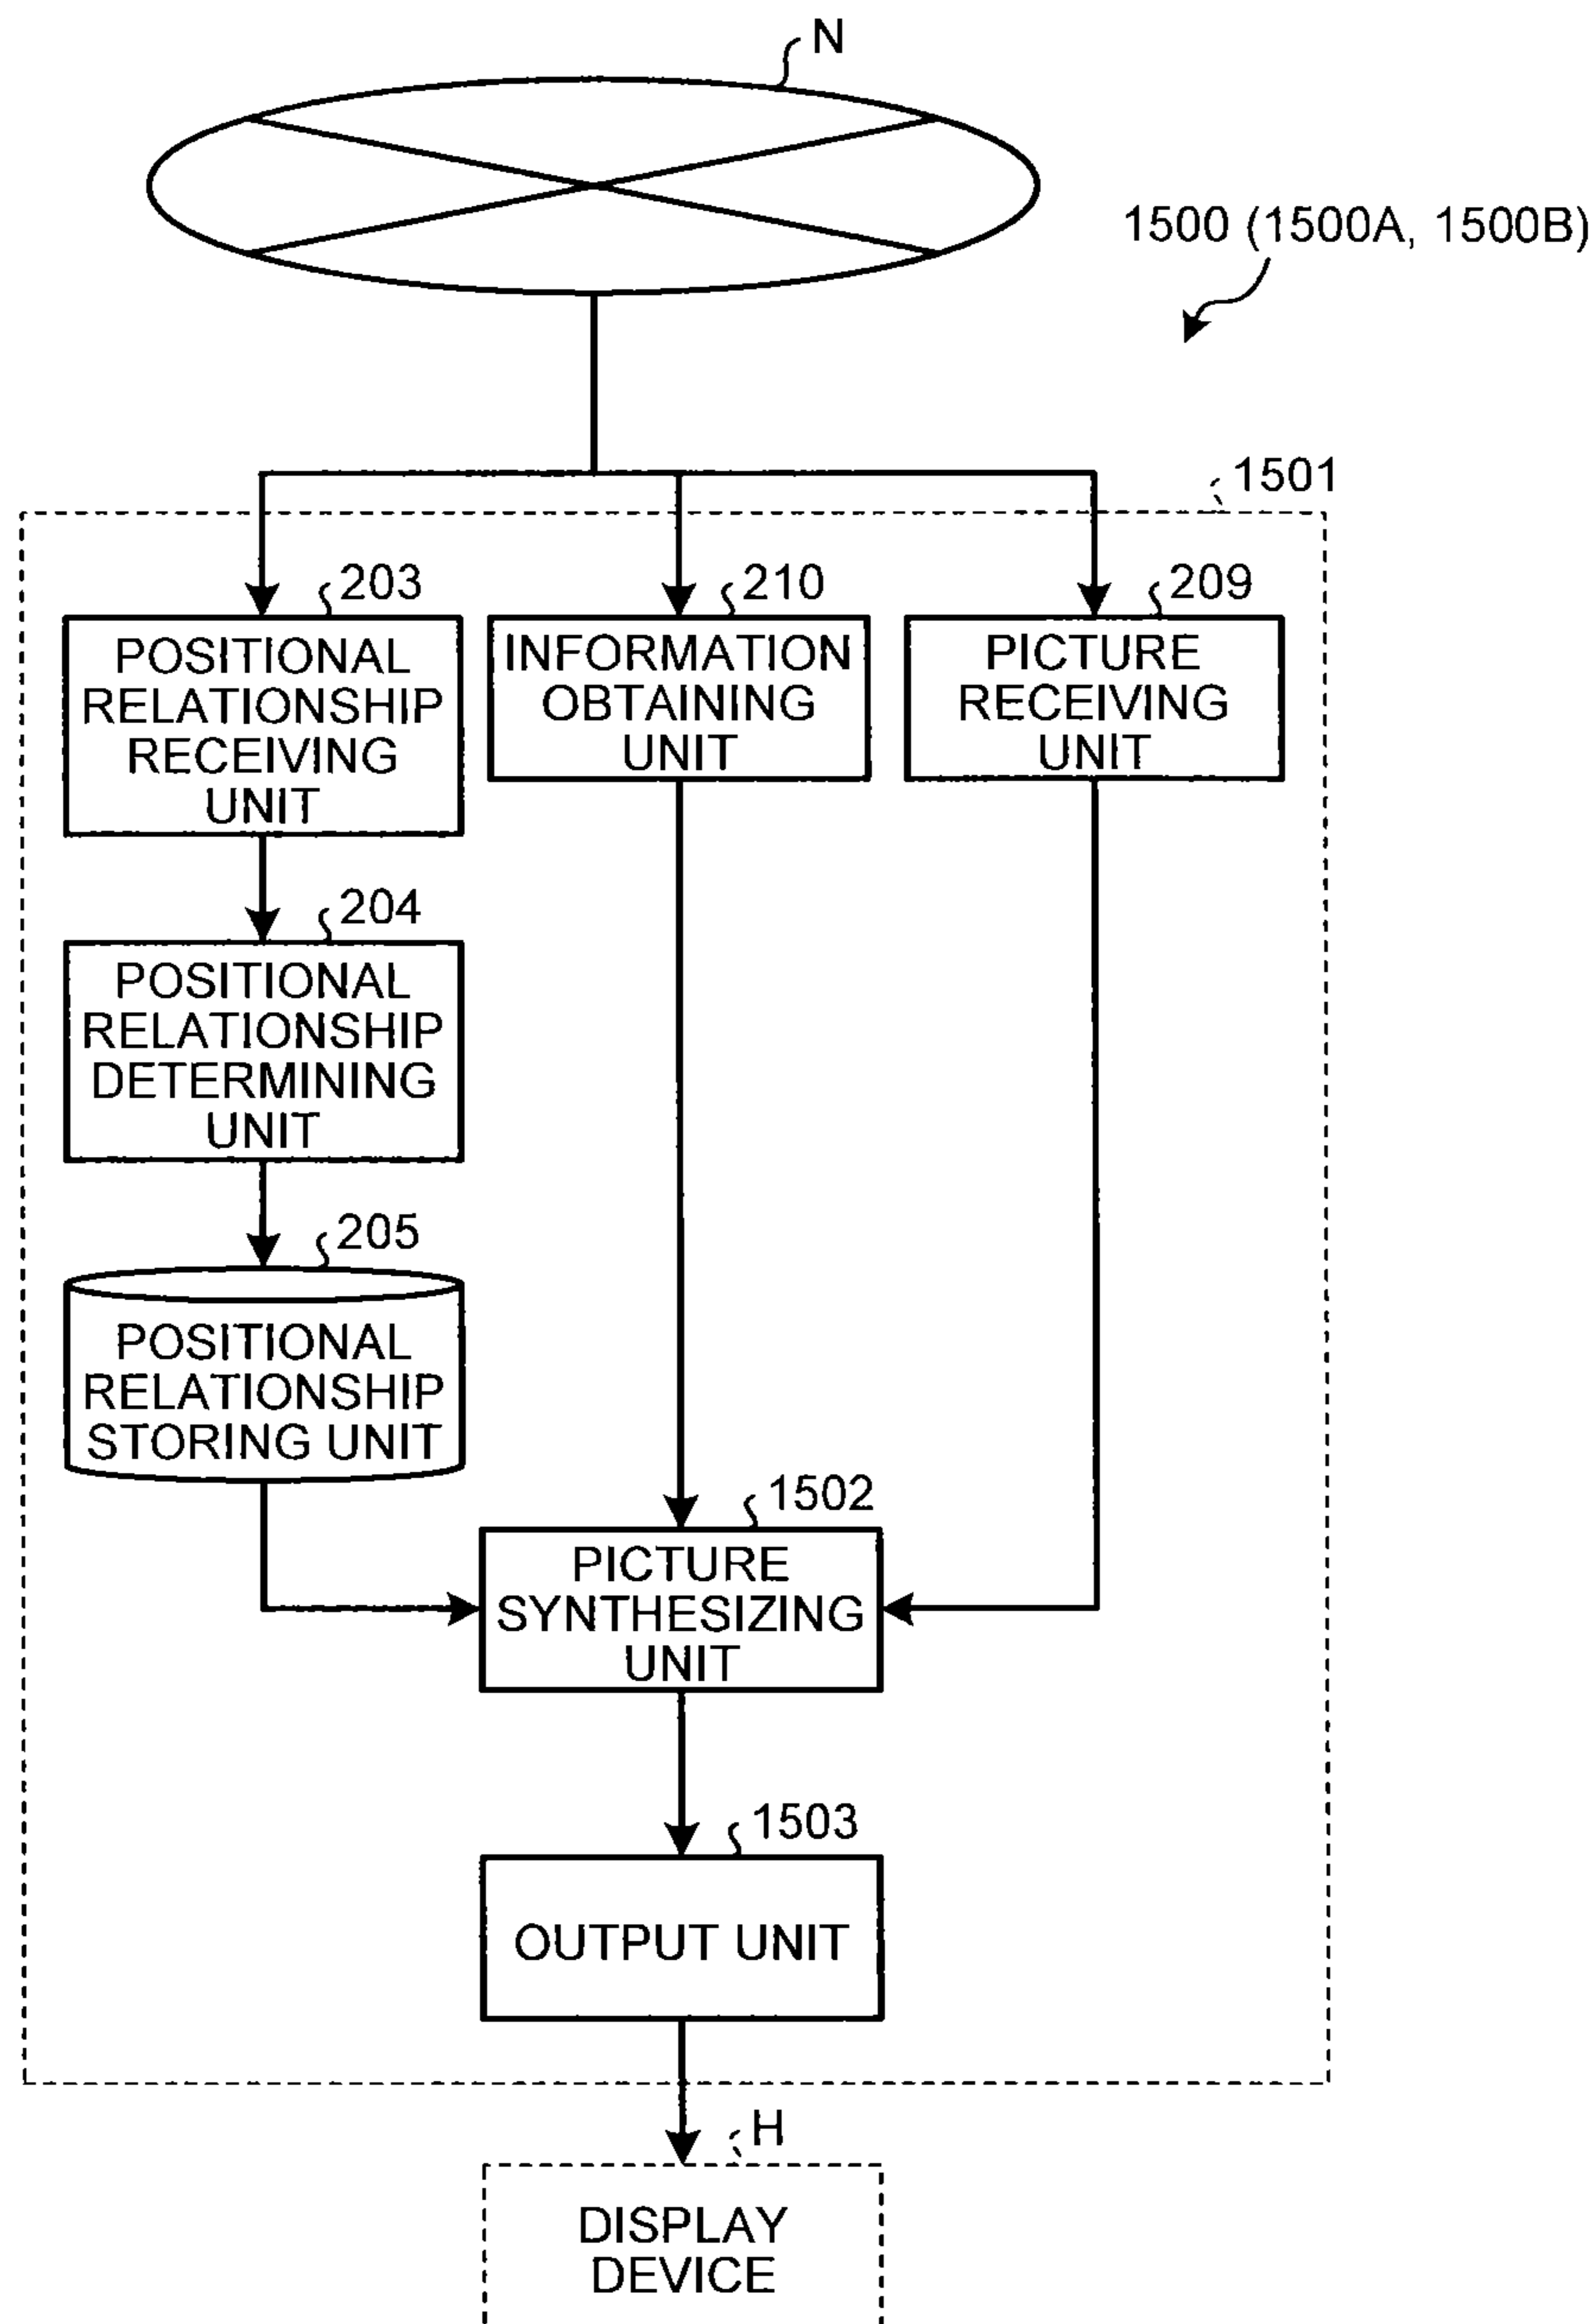 N
1500 (1500A, 1500B)
1501
203
POSITIONAL
RELATIONSHIP
RECEIVING
UNIT
210
INFORMATION
OBTAINING
UNIT
209
PICTURE
RECEIVING
UNIT
204
POSITIONAL
RELATIONSHIP
DETERMINING
UNIT
205
POSITIONAL
RELATIONSHIP
STORING UNIT
1502
PICTURE
SYNTHESIZING
UNIT
1503
OUTPUT UNIT
H
DISPLAY
DEVICE